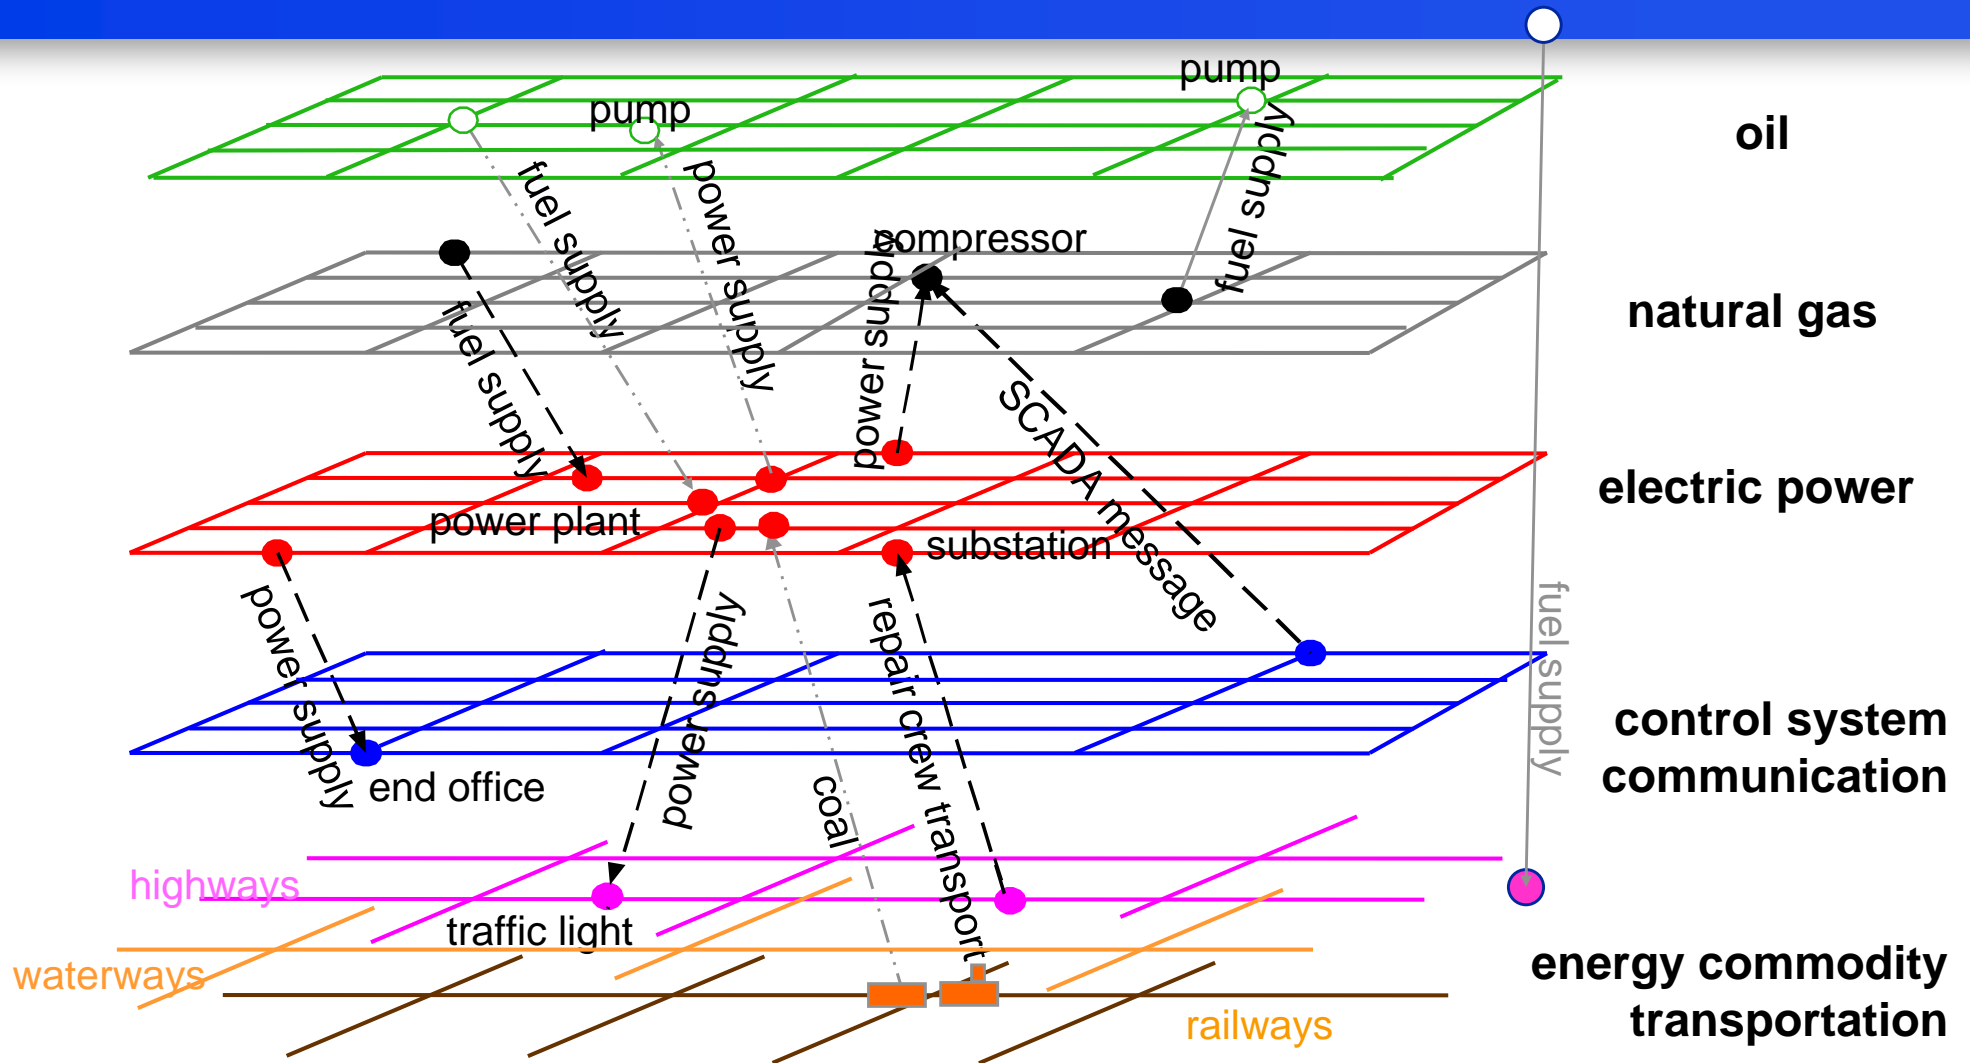 pump
pump
oil
fuel supply
power supply
fuel supply
compressor
natural gas
fuel supply
power supply
SCADA message
electric power
power plant
substation
power supply
power supply
repair crew transport
fuel supply
control system
communication
end office
coal
highways
traffic light
waterways
energy commodity
transportation
railways